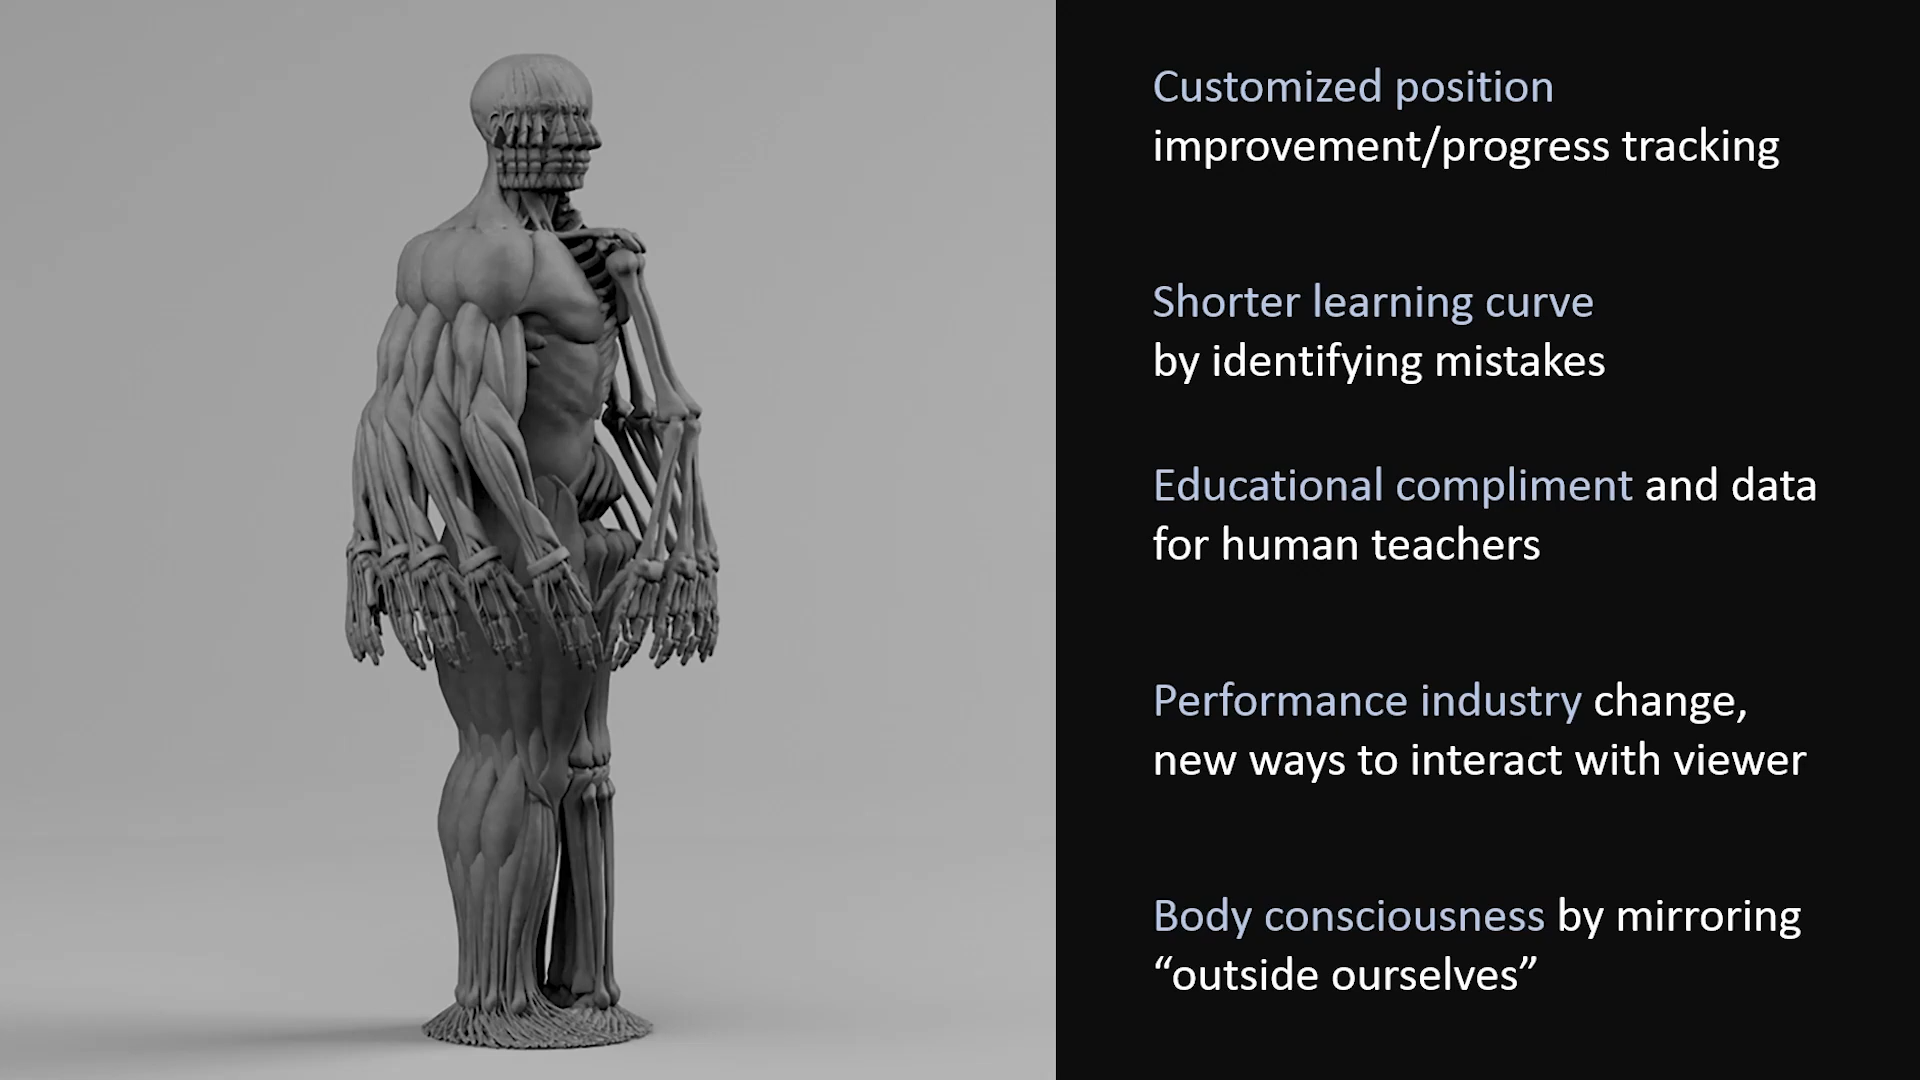 Customized position
improvement/progress tracking
Shorter learning curve
by identifying mistakes
Educational compliment and data
for human teachers
Performance industry change,
new ways to interact with viewer
Body consciousness by mirroring
“outside ourselves”